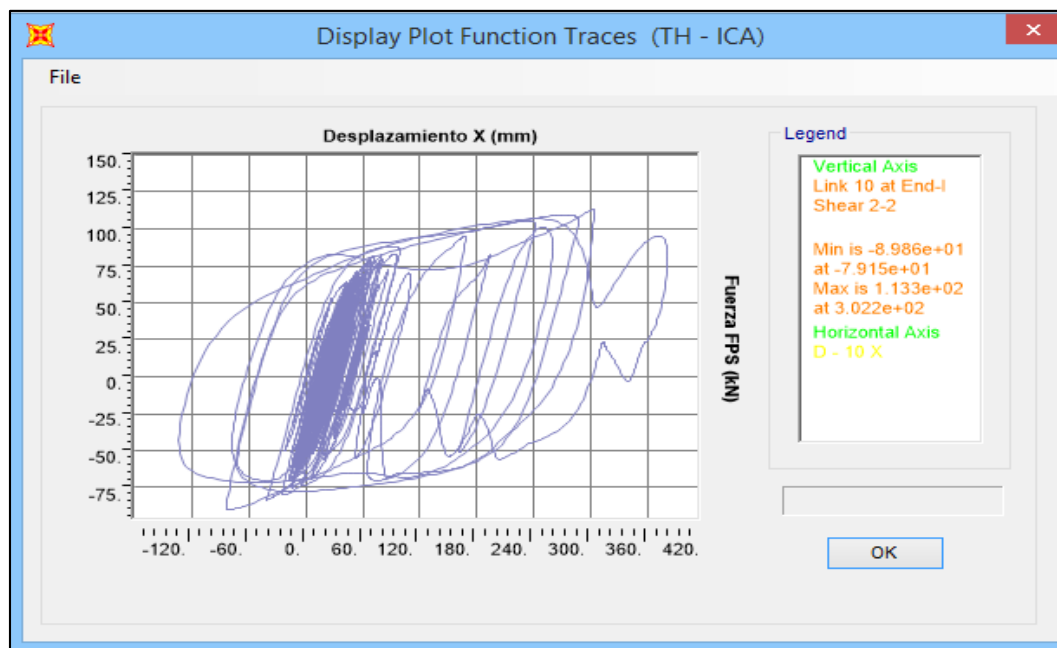 Display Plot Function Traces (TH - ICA)
File
Desplazamiento X (mm)
150.
125.
100.
75.
50.
25.
0.
-25.
-50.
-75.
-120. -60. 0. 60. 120. 180. 240. 300. 360. 420.
Fuerza FPS (kN)
Legend
Vertical Axis
Link 10 at End-I
Shear 2-2
Min is -8.986e+01
at -7.915e+01
Max is 1.133e+02
at 3.022e+02
Horizontal Axis
D - 10 X
OK